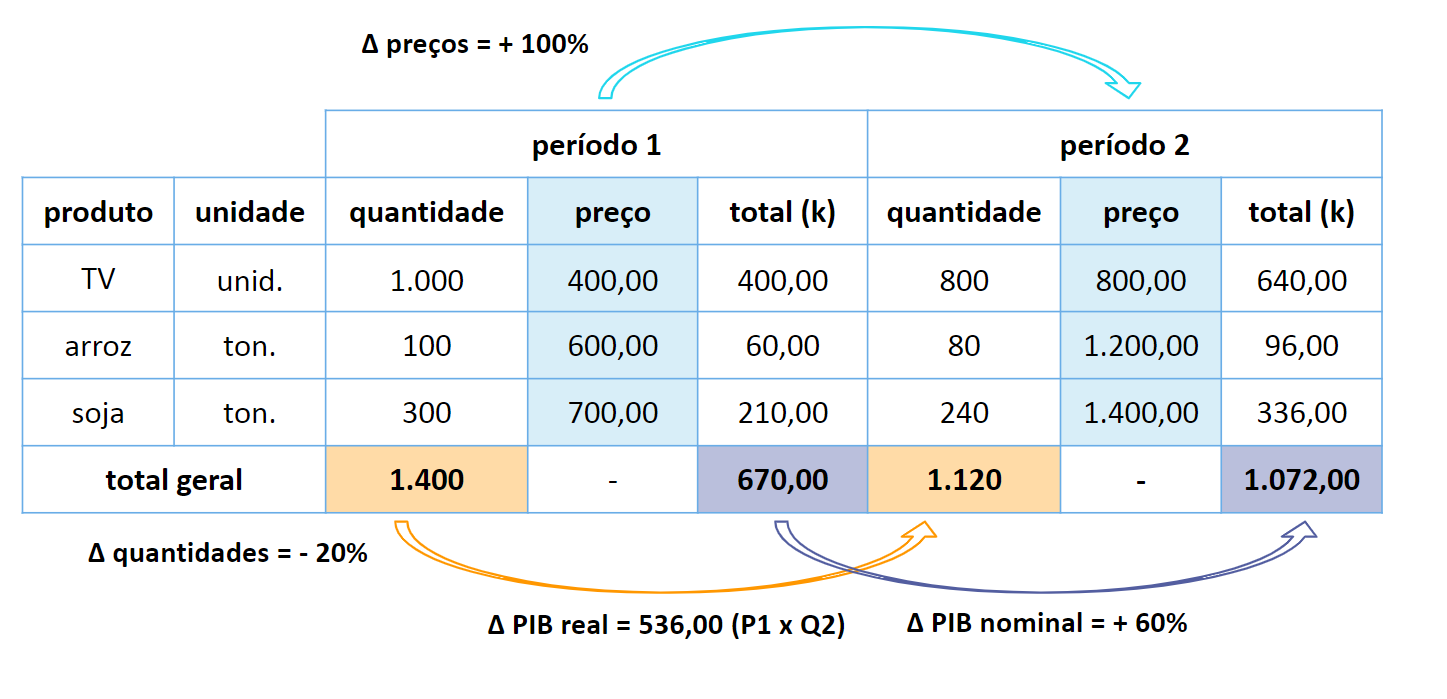 Δ preços = + 100%
período 1 período 2
produto unidade quantidade preço total (k) quantidade preço total (k)
TV unid. 1.000 400,00 400,00 800 800,00 640,00
arroz ton. 100 600,00 60,00 80 1.200,00 96,00
soja ton. 300 700,00 210,00 240 1.400,00 336,00
total geral 1.400 - 670,00 1.120 - 1.072,00
Δ quantidades = - 20%
Δ PIB real = 536,00 (P1 x Q2) Δ PIB nominal = + 60%